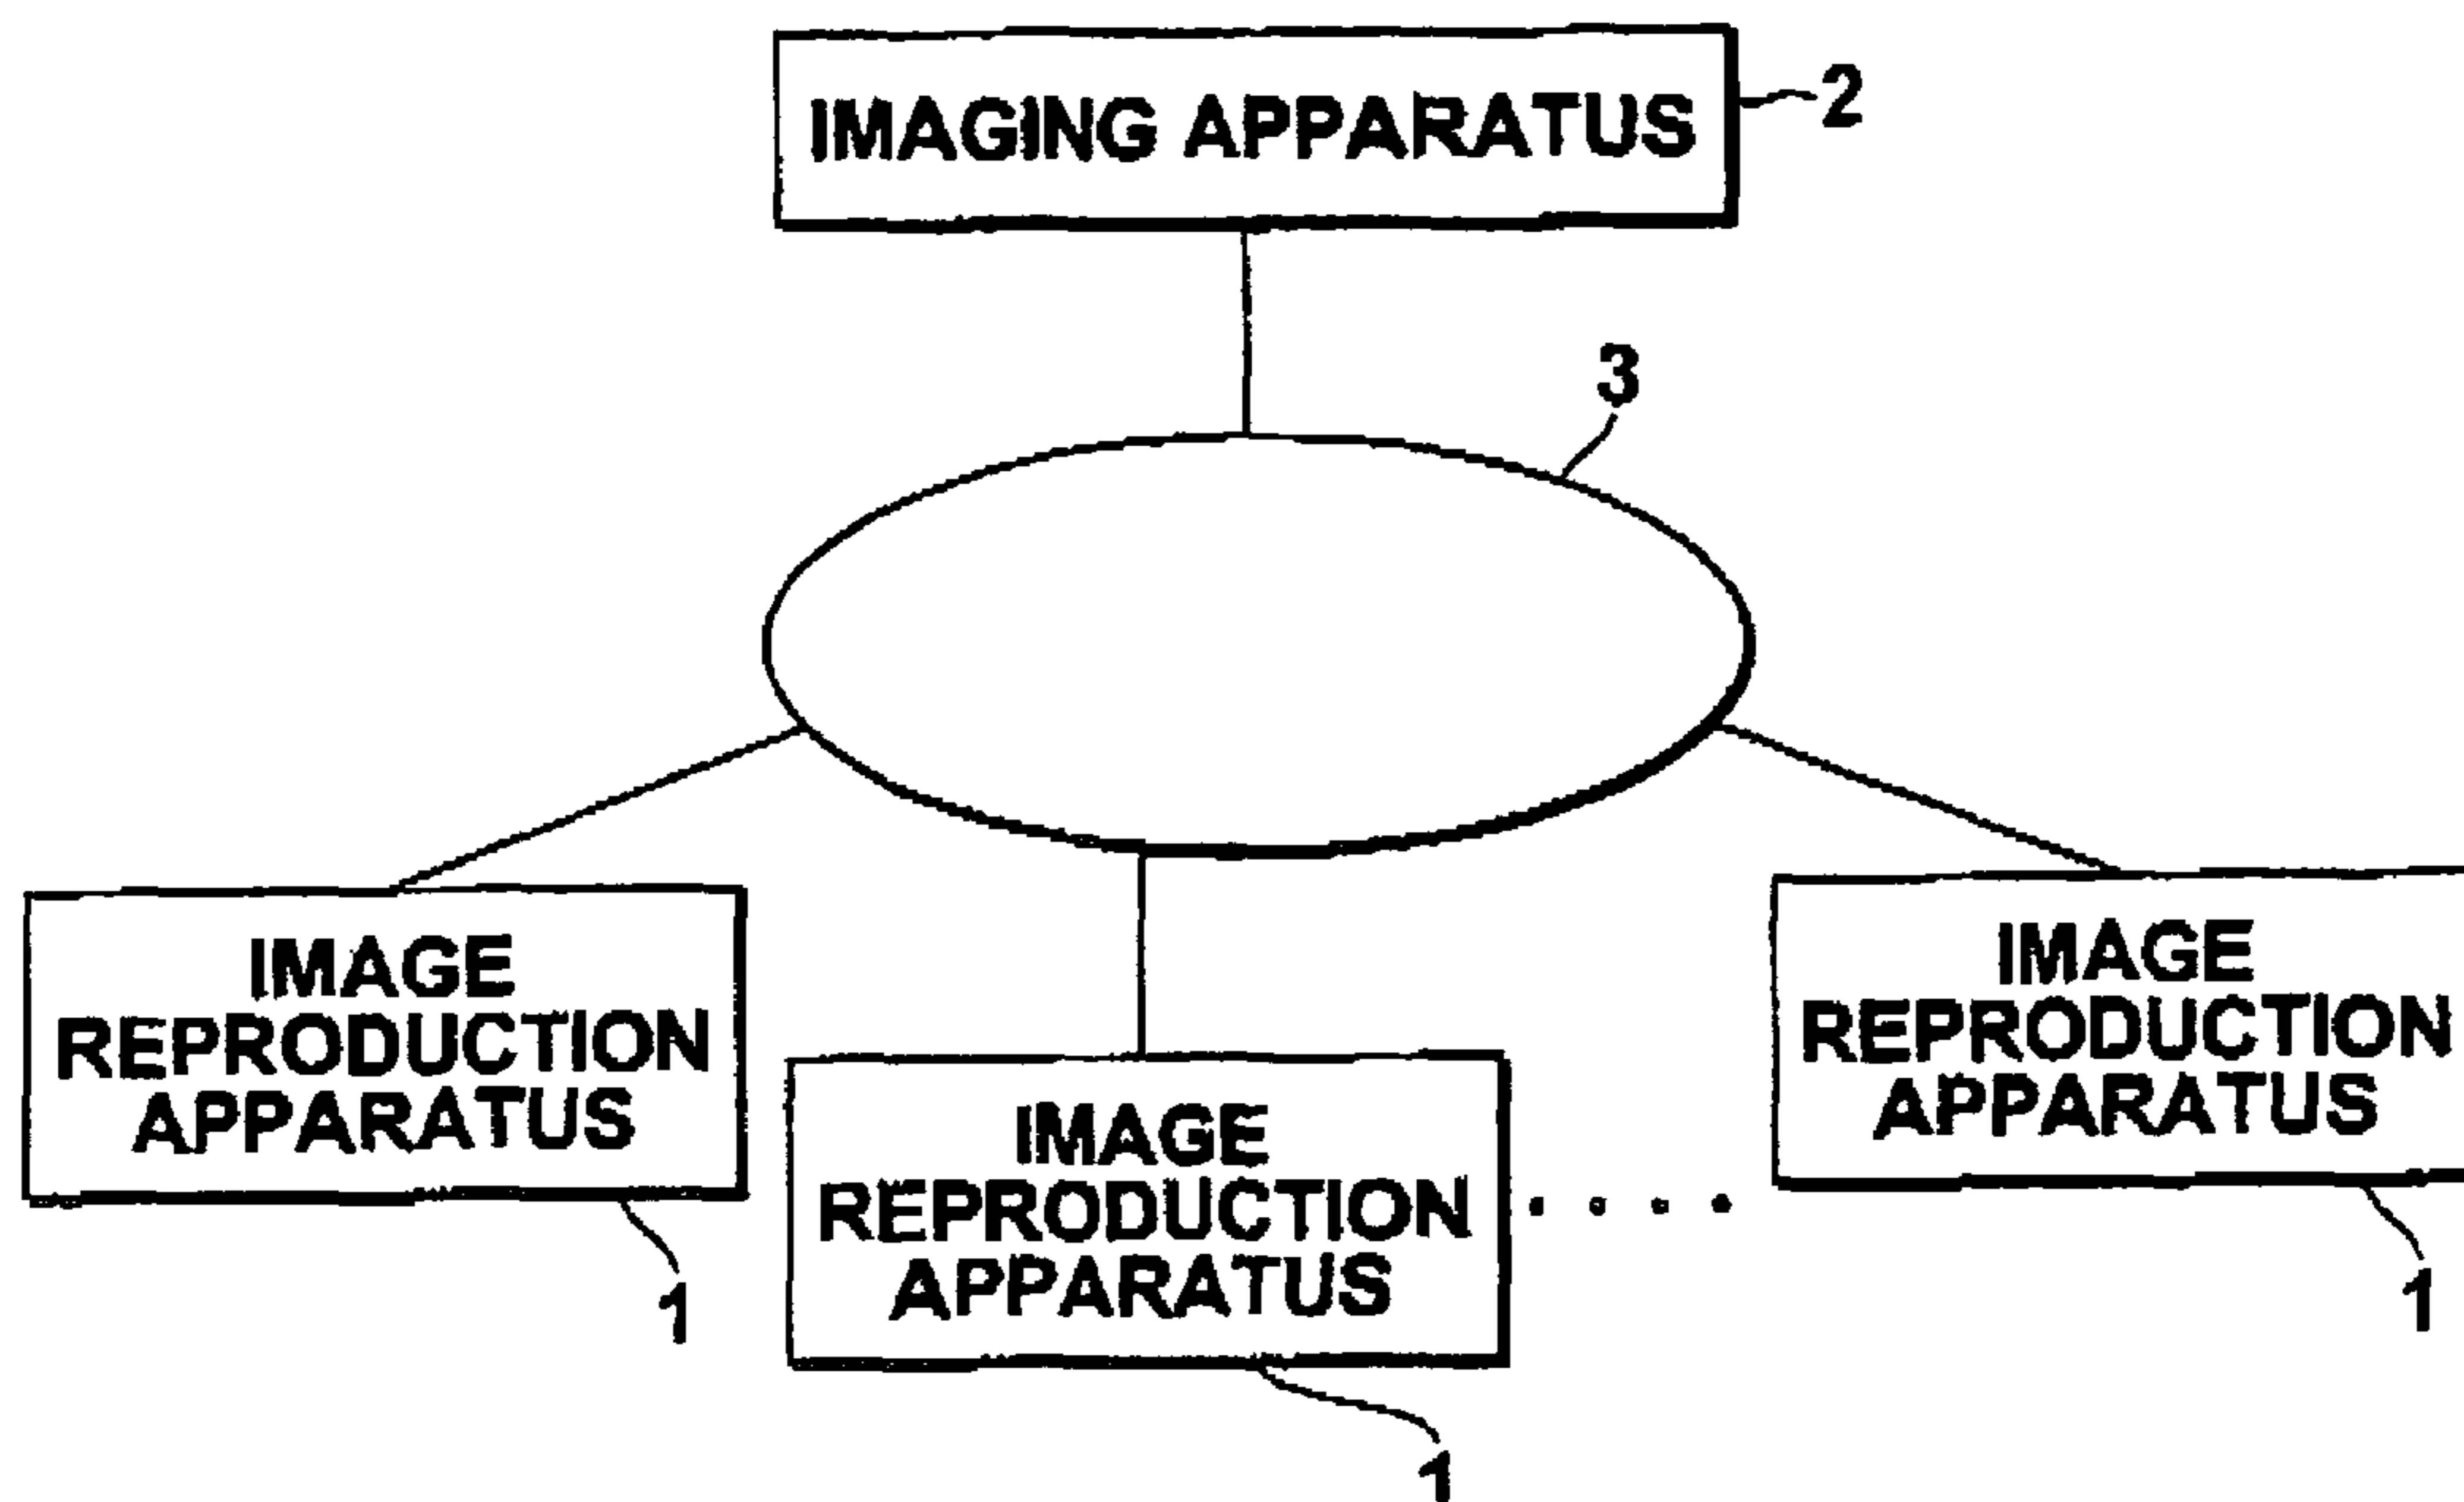 IMAGING APPARATUS
2
3
IMAGE
REPRODUCTION
APPARATUS
1
IMAGE
REPRODUCTION
APPARATUS
1
IMAGE
REPRODUCTION
APPARATUS
1